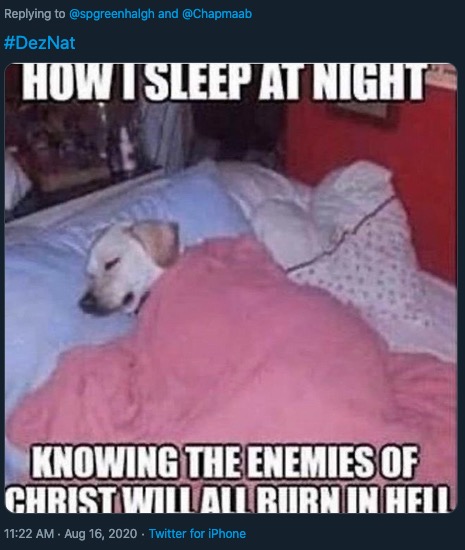 Replying to @spgreenhalgh and @Chapmaab
#DezNat
HOW I SLEEP AT NIGHT
KNOWING THE ENEMIES OF
CHRIST WILL ALL BURN IN HELL
11:22 AM · Aug 16, 2020 · Twitter for iPhone